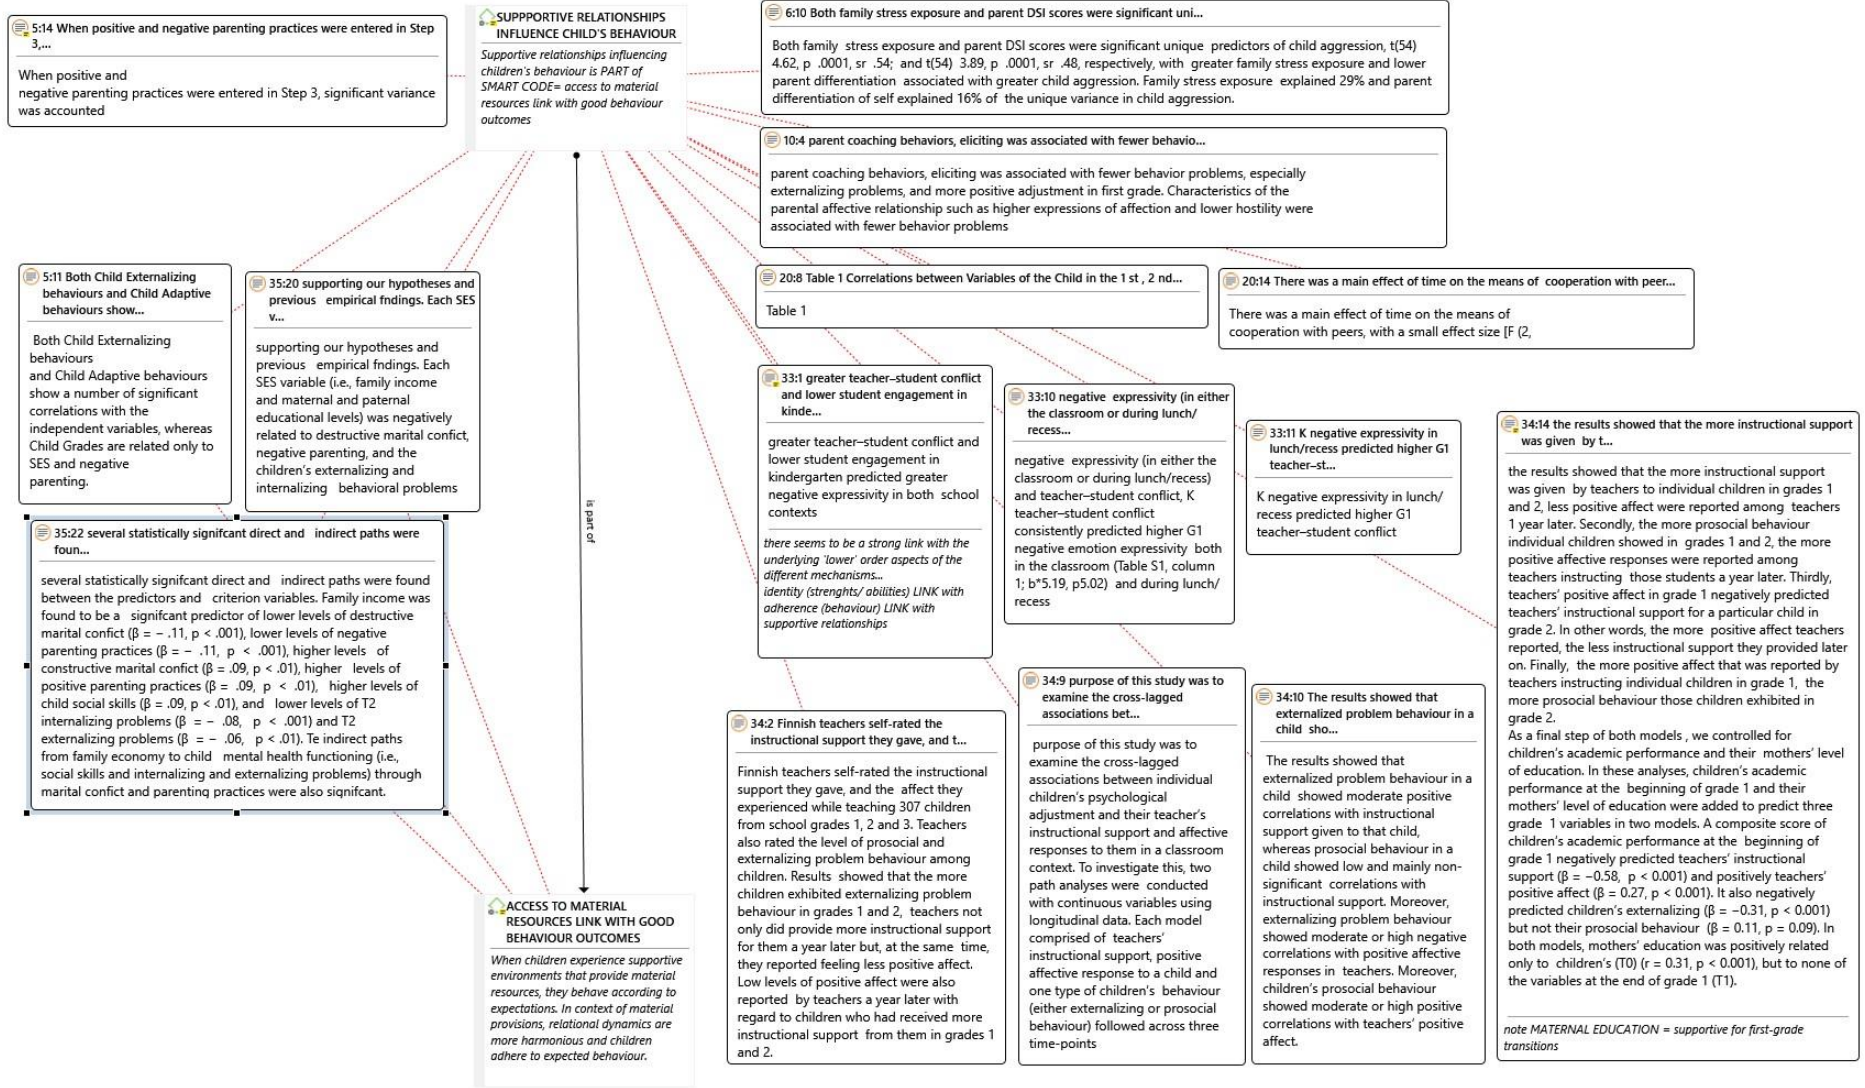 5:14 When positive and negative parenting practices were entered in Step
3,...
When positive and
negative parenting practices were entered in Step 3, significant variance
was accounted
SUPPPORTIVE RELATIONSHIPS
INFLUENCE CHILD'S BEHAVIOUR
Supportive relationships influencing
children's behaviour is PART of
SMART CODE= access to material
resources link with good behaviour
outcomes
6:10 Both family stress exposure and parent DSI scores were significant uni...
Both family stress exposure and parent DSI scores were significant unique predictors of child aggression, t(54)
4.62, p .0001, sr .54; and t(54) 3.89, p .0001, sr .48, respectively, with greater family stress exposure and lower
parent differentiation associated with greater child aggression. Family stress exposure explained 29% and parent
differentiation of self explained 16% of the unique variance in child aggression.
10:4 parent coaching behaviors, eliciting was associated with fewer behavio...
parent coaching behaviors, eliciting was associated with fewer behavior problems, especially
externalizing problems, and more positive adjustment in first grade. Characteristics of the
parental affective relationship such as higher expressions of affection and lower hostility were
associated with fewer behavior problems
5:11 Both Child Externalizing
behaviours and Child Adaptive
behaviours show...
Both Child Externalizing
behaviours
and Child Adaptive behaviours
show a number of significant
correlations with the
independent variables, whereas
Child Grades are related only to
SES and negative
parenting.
35:20 supporting our hypotheses and
previous empirical fndings. Each SES
v...
supporting our hypotheses and
previous empirical fndings. Each
SES variable (i.e., family income
and maternal and paternal
educational levels) was negatively
related to destructive marital confict,
negative parenting, and the
children's externalizing and
internalizing behavioral problems
20:8 Table 1 Correlations between Variables of the Child in the 1 st , 2 nd...
Table 1
20:14 There was a main effect of time on the means of cooperation with peer...
There was a main effect of time on the means of
cooperation with peers, with a small effect size [F (2,
33:1 greater teacher–student conflict
and lower student engagement in
kinde...
greater teacher–student conflict and
lower student engagement in
kindergarten predicted greater
negative expressivity in both school
contexts
there seems to be a strong link with the
underlying 'lower' order aspects of the
different mechanisms...
identity (strenghts/ abilities) LINK with
adherence (behaviour) LINK with
supportive relationships
33:10 negative expressivity (in either
the classroom or during lunch/
recess...
negative expressivity (in either the
classroom or during lunch/recess)
and teacher–student conflict, K
teacher–student conflict
consistently predicted higher G1
negative emotion expressivity both
in the classroom (Table S1, column
1; b*5.19, p5.02) and during lunch/
recess
33:11 K negative expressivity in
lunch/recess predicted higher G1
teacher–st...
K negative expressivity in lunch/
recess predicted higher G1
teacher–student conflict
34:14 the results showed that the more instructional support
was given by t...
the results showed that the more instructional support
was given by teachers to individual children in grades 1
and 2, less positive affect were reported among teachers
1 year later. Secondly, the more prosocial behaviour
individual children showed in grades 1 and 2, the more
positive affective responses were reported among
teachers instructing those students a year later. Thirdly,
teachers' positive affect in grade 1 negatively predicted
teachers' instructional support for a particular child in
grade 2. In other words, the more positive affect teachers
reported, the less instructional support they provided later
on. Finally, the more positive affect that was reported by
teachers instructing individual children in grade 1, the
more prosocial behaviour those children exhibited in
grade 2.
As a final step of both models , we controlled for
children's academic performance and their mothers' level
of education. In these analyses, children's academic
performance at the beginning of grade 1 and their
mothers' level of education were added to predict three
grade 1 variables in two models. A composite score of
children's academic performance at the beginning of
grade 1 negatively predicted teachers' instructional
support (β = −0.58, p < 0.001) and positively teachers'
positive affect (β = 0.27, p < 0.001). It also negatively
predicted children's externalizing (β = −0.31, p < 0.001)
but not their prosocial behaviour (β = 0.11, p = 0.09). In
both models, mothers' education was positively related
only to children's (T0) (r = 0.31, p < 0.001), but to none of
the variables at the end of grade 1 (T1).
note MATERNAL EDUCATION = supportive for first-grade
transitions
35:22 several statistically signifcant direct and indirect paths were
foun...
several statistically signifcant direct and indirect paths were found
between the predictors and criterion variables. Family income was
found to be a signifcant predictor of lower levels of destructive
marital confict (β = − .11, p < .001), lower levels of negative
parenting practices (β = − .11, p < .001), higher levels of
constructive marital confict (β = .09, p < .01), higher levels of
positive parenting practices (β = .09, p < .01), higher levels of
child social skills (β = .09, p < .01), and lower levels of T2
internalizing problems (β = − .08, p < .001) and T2
externalizing problems (β = − .06, p < .01). Te indirect paths
from family economy to child mental health functioning (i.e.,
social skills and internalizing and externalizing problems) through
marital confict and parenting practices were also signifcant.
is part of
34:2 Finnish teachers self-rated the
instructional support they gave, and t...
Finnish teachers self-rated the instructional
support they gave, and the affect they
experienced while teaching 307 children
from school grades 1, 2 and 3. Teachers
also rated the level of prosocial and
externalizing problem behaviour among
children. Results showed that the more
children exhibited externalizing problem
behaviour in grades 1 and 2, teachers not
only did provide more instructional support
for them a year later but, at the same time,
they reported feeling less positive affect.
Low levels of positive affect were also
reported by teachers a year later with
regard to children who had received more
instructional support from them in grades 1
and 2.
34:9 purpose of this study was to
examine the cross-lagged
associations bet...
purpose of this study was to
examine the cross-lagged
associations between individual
children's psychological
adjustment and their teacher's
instructional support and affective
responses to them in a classroom
context. To investigate this, two
path analyses were conducted
with continuous variables using
longitudinal data. Each model
comprised of teachers'
instructional support, positive
affective response to a child and
one type of children's behaviour
(either externalizing or prosocial
behaviour) followed across three
time-points
34:10 The results showed that
externalized problem behaviour in a
child sho...
The results showed that
externalized problem behaviour in a
child showed moderate positive
correlations with instructional
support given to that child,
whereas prosocial behaviour in a
child showed low and mainly non-
significant correlations with
instructional support. Moreover,
externalizing problem behaviour
showed moderate or high negative
correlations with positive affective
responses in teachers. Moreover,
children's prosocial behaviour
showed moderate or high positive
correlations with teachers' positive
affect.
ACCESS TO MATERIAL
RESOURCES LINK WITH GOOD
BEHAVIOUR OUTCOMES
When children experience supportive
environments that provide material
resources, they behave according to
expectations. In context of material
provisions, relational dynamics are
more harmonious and children
adhere to expected behaviour.